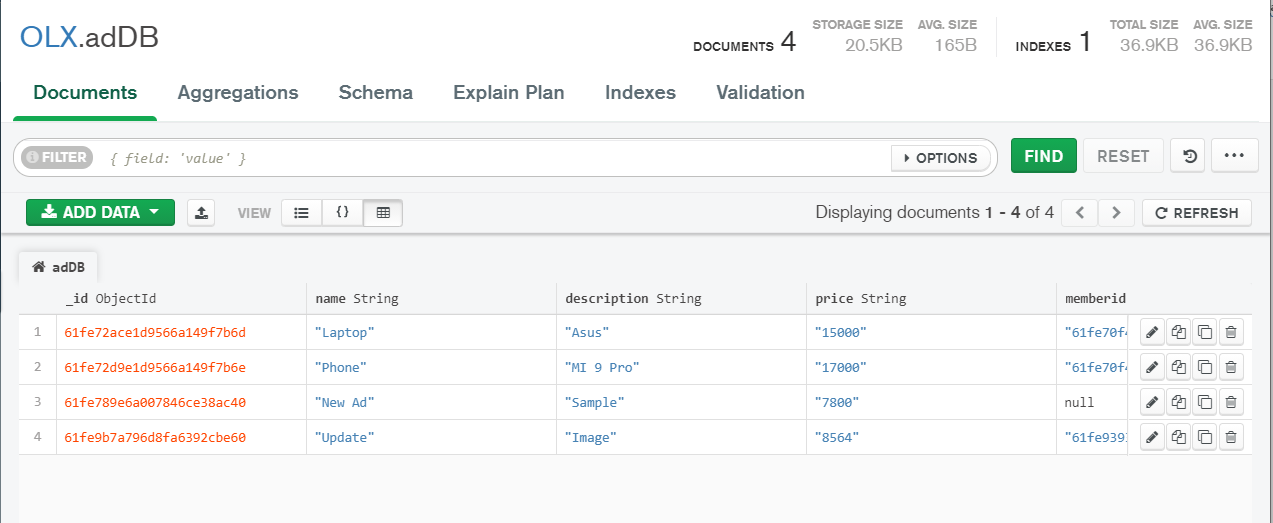 OLX.adDB
DOCUMENTS 4 STORAGE SIZE 20.5KB AVG. SIZE 165B INDEXES 1 TOTAL SIZE 36.9KB AVG. SIZE 36.9KB
Documents Aggregations Schema Explain Plan Indexes Validation
FILTER { field: 'value' } OPTIONS FIND RESET ...
ADD DATA VIEW {} Displaying documents 1 - 4 of 4 < > REFRESH
adDB
_id ObjectId name String description String price String memberid
1 61fe72ace1d9566a149f7b6d "Laptop" "Asus" "15000" "61fe70f4
2 61fe72d9e1d9566a149f7b6e "Phone" "MI 9 Pro" "17000" "61fe70f4
3 61fe789e6a007846ce38ac40 "New Ad" "Sample" "7800" null
4 61fe9b7a796d8fa6392cbe60 "Update" "Image" "8564" "61fe939